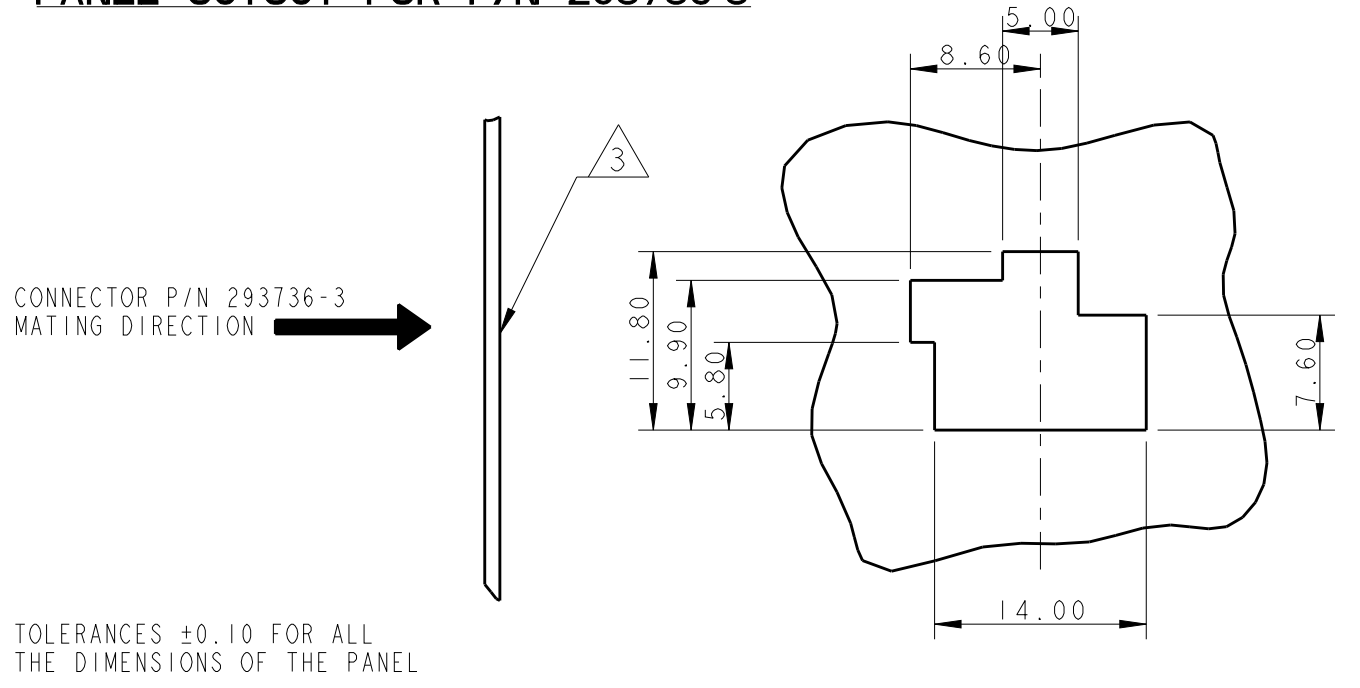 5.00
8.60
3
CONNECTOR P/N 293736-3
MATING DIRECTION
11.80
9.90
5.80
7.60
14.00
TOLERANCES ±0.10 FOR ALL
THE DIMENSIONS OF THE PANEL